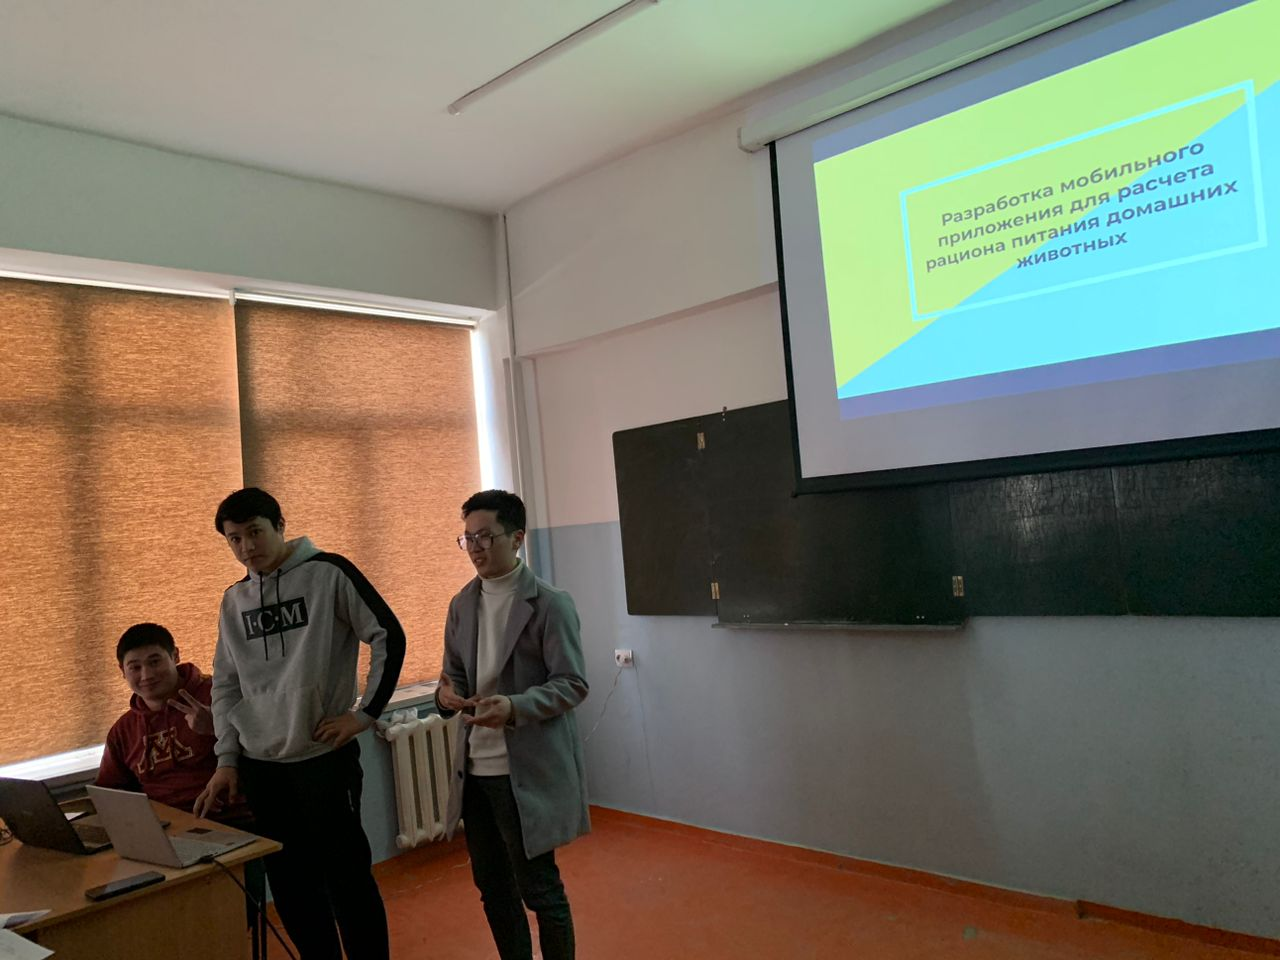 Разработка мобильного
приложения для расчета
рациона питания домашних
животных
I·C·M
M